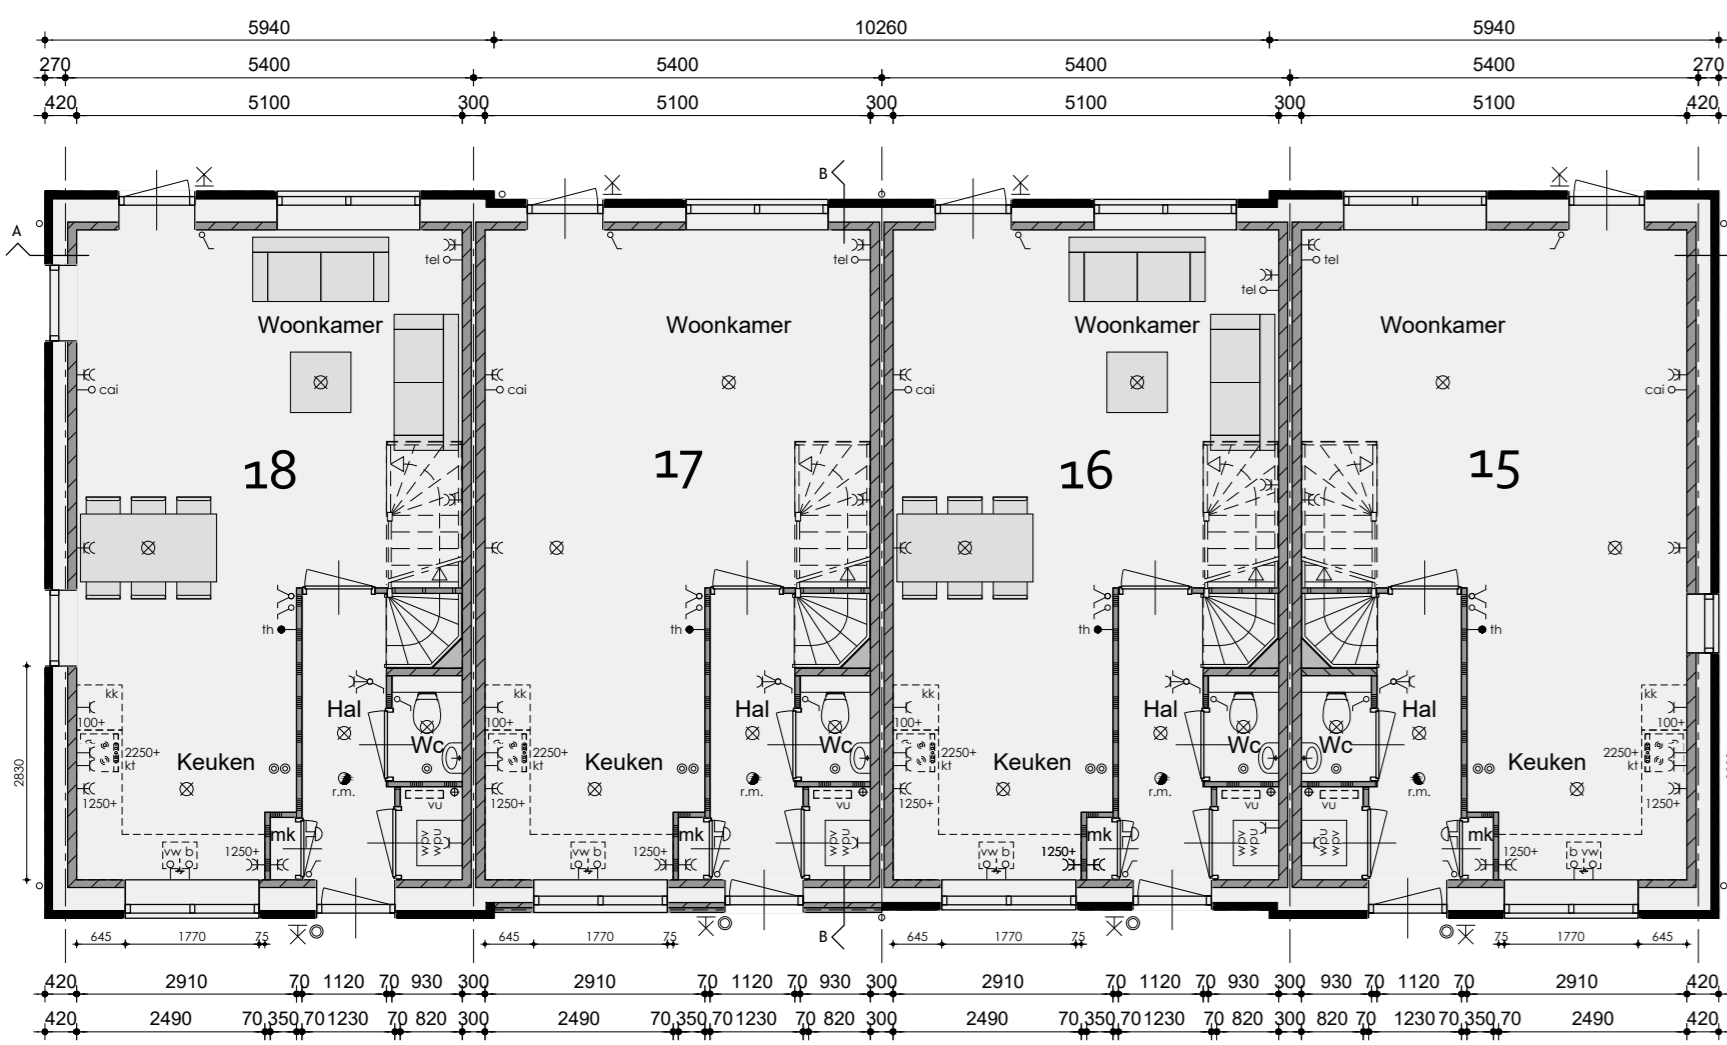 5940 10260 5940
270 5400 5400 5400 5400 270
420 5100 300 5100 300 5100 300 5100 420
B
A
tel tel tel tel
Woonkamer Woonkamer Woonkamer Woonkamer
cai cai cai cai
18 17 16 15
th th th th
kk kk kk kk
Hal Hal Hal Hal
100+ 100+ 100+ 100+
Wc Wc Wc Wc
2250+ 2250+ 2250+ 2250+
kt kt kt kt
Keuken Keuken Keuken Keuken
2830
r.m. r.m. r.m. r.m.
1250+ vu 1250+ vu 1250+ vu vu 1250+
mk mk mk mk
wpv wpu wpv wpu wpv wpu wpv wpu
vw b 1250+ vw b 1250+ vw b 1250+ 1250+ b vw
B
645 1770 75 645 1770 75 645 1770 75 75 1770 645
420 2910 70 1120 70 930 300 2910 70 1120 70 930 300 2910 70 1120 70 930 300 930 70 1120 70 2910 420
420 2490 70 350 70 1230 70 820 300 2490 70 350 70 1230 70 820 300 2490 70 350 70 1230 70 820 300 820 70 1230 70 350 70 2490 420